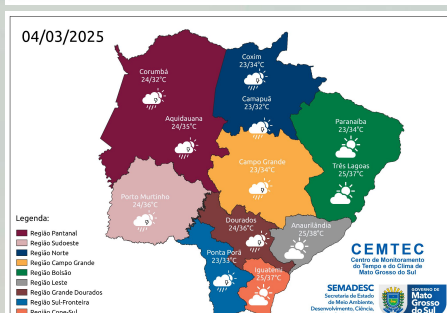 04/03/2025
Corumbá
24/32°C
Coxim
23/34°C
Aquidauana
24/35°C
Camapuã
23/32°C
Paranaíba
23/34°C
Três Lagoas
25/37°C
Campo Grande
23/34°C
Porto Murtinho
24/36°C
Dourados
24/36°C
Anaurilândia
25/38°C
Ponta Porã
23/33°C
Iguatemi
25/37°C
Legenda:
Região Pantanal
Região Sudoeste
Região Norte
Região Campo Grande
Região Bolsão
Região Leste
Região Grande Dourados
Região Sul-Fronteira
Região Cone-Sul
CEMTEC
Centro de Monitoramento
do Tempo e do Clima de
Mato Grosso do Sul
SEMADESC
Secretaria de Estado
de Meio Ambiente,
Desenvolvimento, Ciência,
GOVERNO DE
Mato
Grosso
do Sul